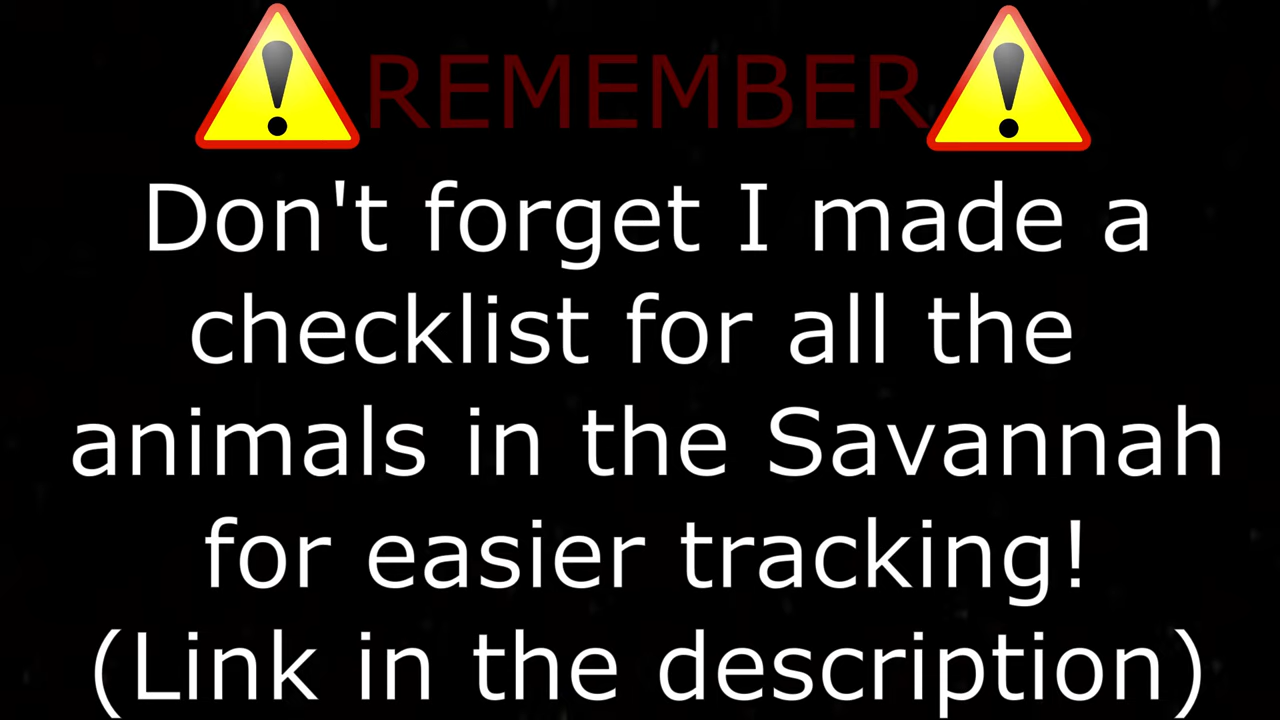 REMEMBER
Don't forget I made a
checklist for all the
animals in the Savannah
for easier tracking!
(Link in the description)